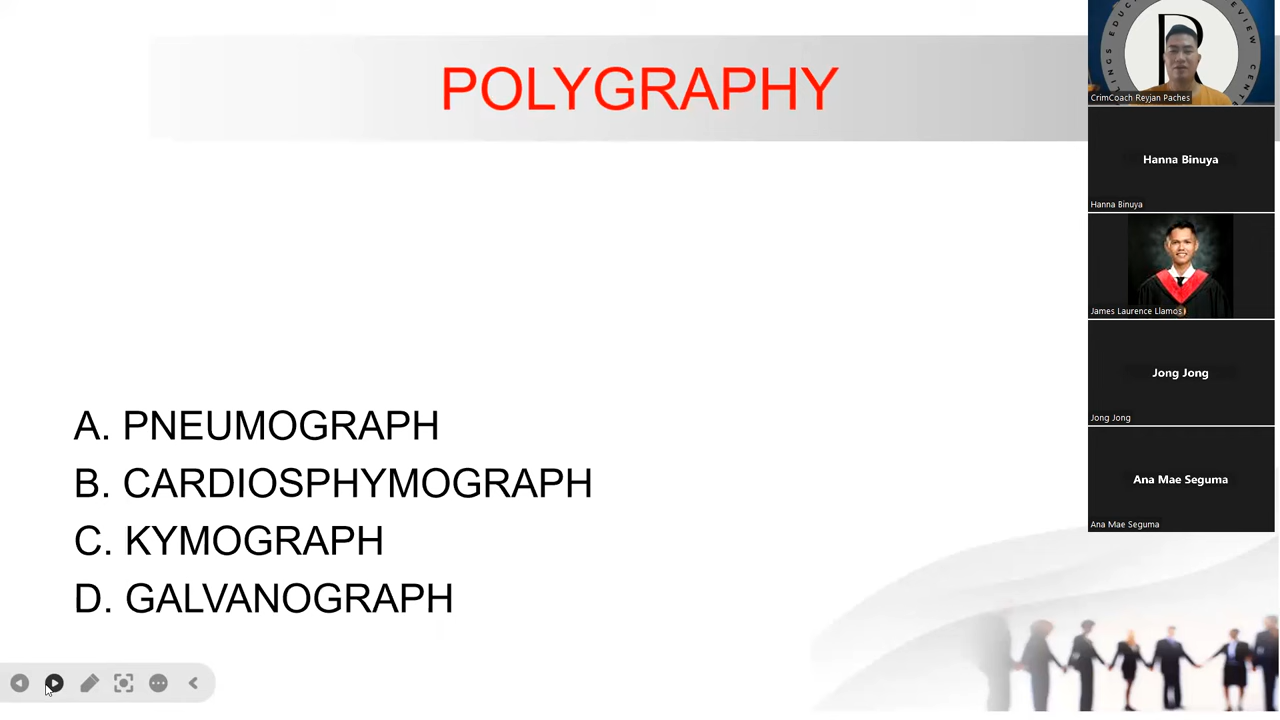 POLYGRAPHY
A. PNEUMOGRAPH
B. CARDIOSPHYMOGRAPH
C. KYMOGRAPH
D. GALVANOGRAPH
CrimCoach Reyjan Paches
Hanna Binuya
Hanna Binuya
James Laurence Llamos
Jong Jong
Jong Jong
Ana Mae Seguma
Ana Mae Seguma